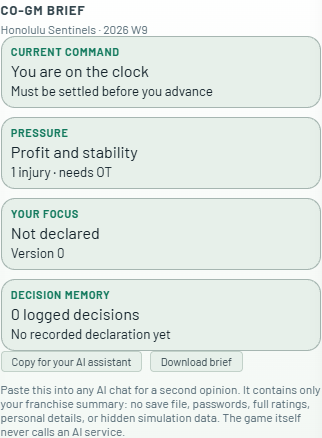 CO-GM BRIEF
Honolulu Sentinels · 2026 W9
CURRENT COMMAND
You are on the clock
Must be settled before you advance
PRESSURE
Profit and stability
1 injury · needs OT
YOUR FOCUS
Not declared
Version 0
DECISION MEMORY
0 logged decisions
No recorded declaration yet
Copy for your AI assistant
Download brief
Paste this into any AI chat for a second opinion. It contains only
your franchise summary: no save file, passwords, full ratings,
personal details, or hidden simulation data. The game itself
never calls an AI service.